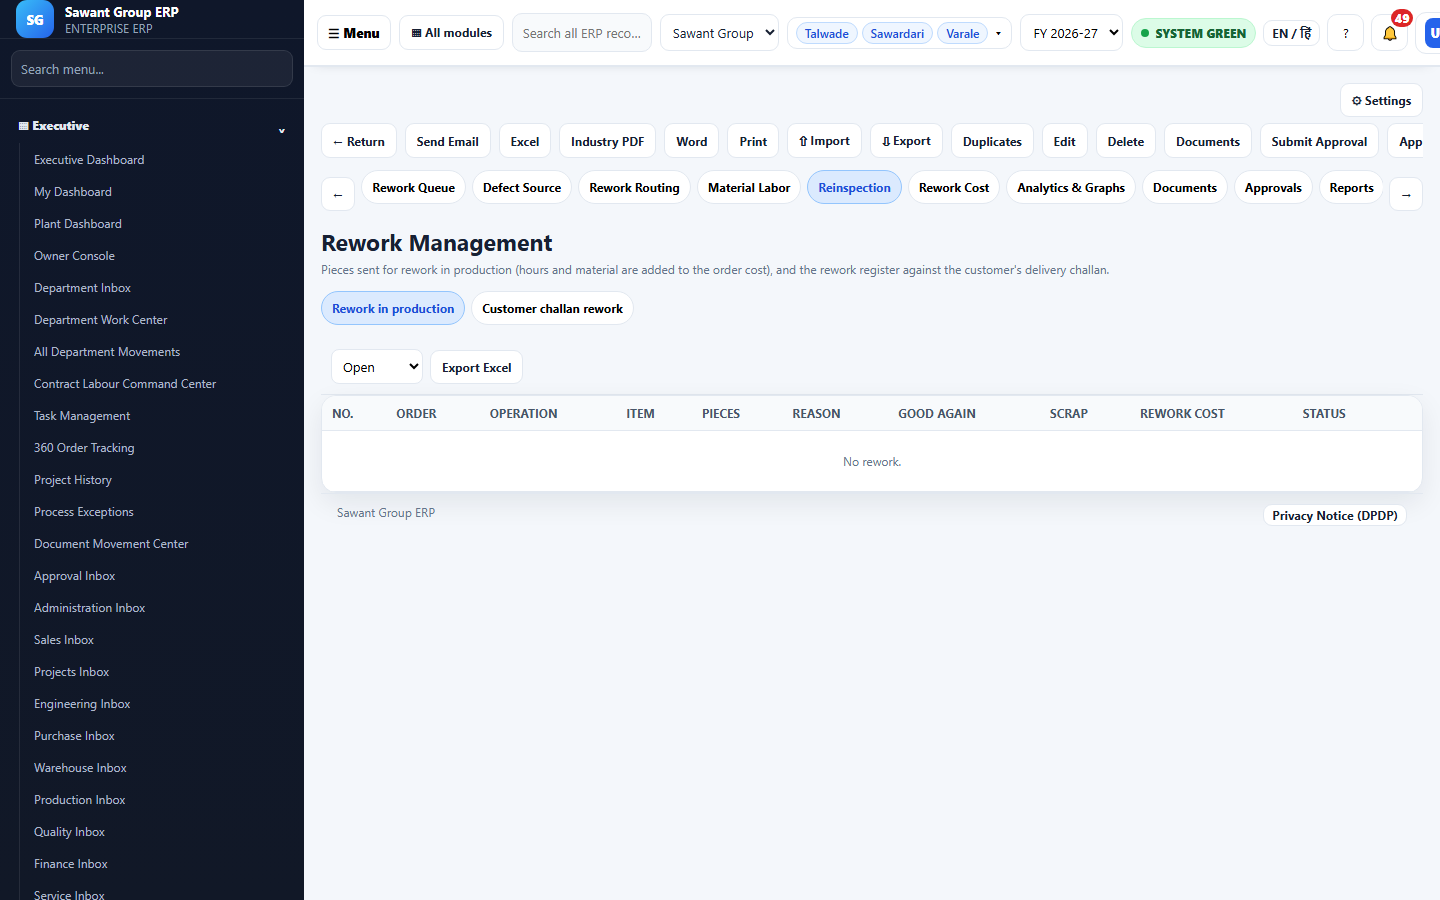 SG
Sawant Group ERP
ENTERPRISE ERP
☰ Menu
All modules
Search all ERP reco...
Sawant Group
Talwade
Sawardari
Varale
FY 2026-27
SYSTEM GREEN
EN / हिं
?
49
Search menu...
Executive
Executive Dashboard
My Dashboard
Plant Dashboard
Owner Console
Department Inbox
Department Work Center
All Department Movements
Contract Labour Command Center
Task Management
360 Order Tracking
Project History
Process Exceptions
Document Movement Center
Approval Inbox
Administration Inbox
Sales Inbox
Projects Inbox
Engineering Inbox
Purchase Inbox
Warehouse Inbox
Production Inbox
Quality Inbox
Finance Inbox
Service Inbox
⚙ Settings
← Return
Send Email
Excel
Industry PDF
Word
Print
⇧ Import
⇩ Export
Duplicates
Edit
Delete
Documents
Submit Approval
App
←
Rework Queue
Defect Source
Rework Routing
Material Labor
Reinspection
Rework Cost
Analytics & Graphs
Documents
Approvals
Reports
→
Rework Management
Pieces sent for rework in production (hours and material are added to the order cost), and the rework register against the customer's delivery challan.
Rework in production
Customer challan rework
Open
Export Excel
NO. ORDER OPERATION ITEM PIECES REASON GOOD AGAIN SCRAP REWORK COST STATUS
No rework.
Sawant Group ERP
Privacy Notice (DPDP)